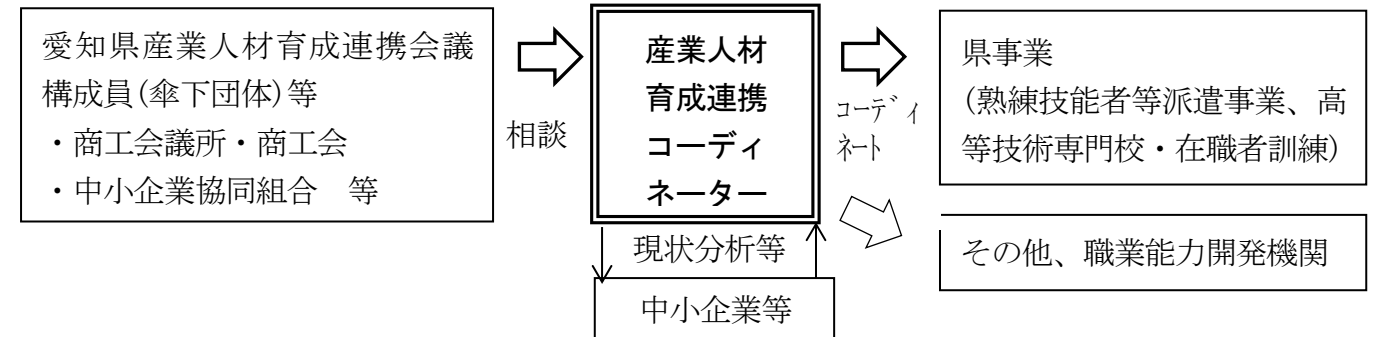 愛知県産業人材育成連携会議
構成員(傘下団体)等
・商工会議所・商工会
・中小企業協同組合　等
相談
産業人材
育成連携
コーディ
ネーター
コーディ
ネート
県事業
(熟練技能者等派遣事業、高
等技術専門校・在職者訓練)
その他、職業能力開発機関
現状分析等
中小企業等